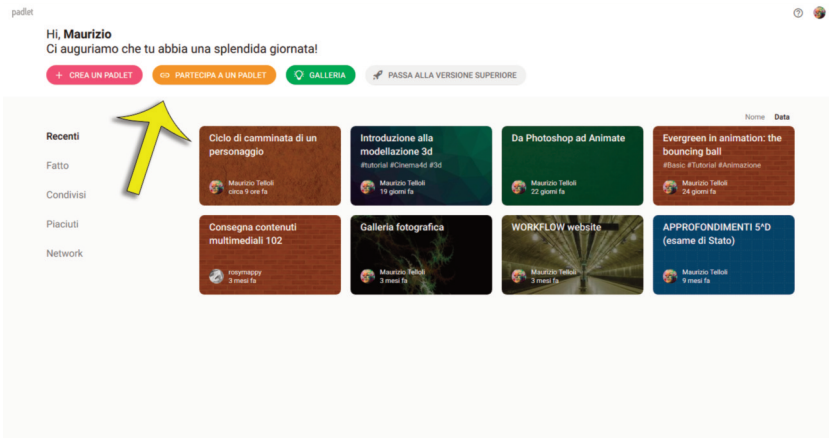 padlet
Hi, Maurizio
Ci auguriamo che tu abbia una splendida giornata!
+ CREA UN PADLET
PARTECIPA A UN PADLET
GALLERIA
PASSA ALLA VERSIONE SUPERIORE
Nome Data
Recenti
Fatto
Condivisi
Piaciuti
Network
Ciclo di camminata di un
personaggio
Maurizio Telloli
circa 9 ore fa
Introduzione alla
modellazione 3d
#tutorial #Cinema4d #3d
Maurizio Telloli
19 giorni fa
Da Photoshop ad Animate
Maurizio Telloli
22 giorni fa
Evergreen in animation: the
bouncing ball
#Basic #Tutorial #Animazione
Maurizio Telloli
24 giorni fa
Consegna contenuti
multimediali 102
rosymappy
3 mesi fa
Galleria fotografica
Maurizio Telloli
3 mesi fa
WORKFLOW website
Maurizio Telloli
3 mesi fa
APPROFONDIMENTI 5^D
(esame di Stato)
Maurizio Telloli
9 mesi fa